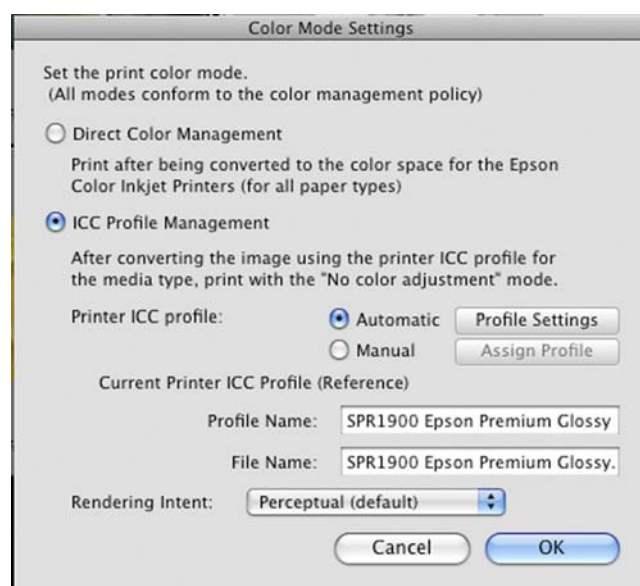 Color Mode Settings
Set the print color mode.
(All modes conform to the color management policy)
Direct Color Management
Print after being converted to the color space for the Epson
Color Inkjet Printers (for all paper types)
ICC Profile Management
After converting the image using the printer ICC profile for
the media type, print with the "No color adjustment" mode.
Printer ICC profile: Automatic Profile Settings
Manual Assign Profile
Current Printer ICC Profile (Reference)
Profile Name: SPR1900 Epson Premium Glossy
File Name: SPR1900 Epson Premium Glossy.
Rendering Intent: Perceptual (default)
Cancel OK